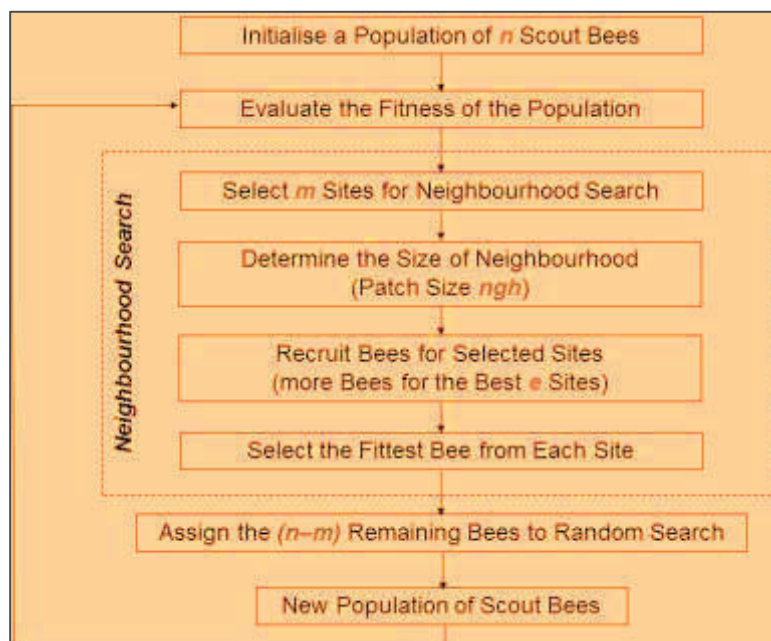 Initialise a Population of n Scout Bees
Evaluate the Fitness of the Population
Neighbourhood Search
Select m Sites for Neighbourhood Search
Determine the Size of Neighbourhood
(Patch Size ngh)
Recruit Bees for Selected Sites
(more Bees for the Best e Sites)
Select the Fittest Bee from Each Site
Assign the (n–m) Remaining Bees to Random Search
New Population of Scout Bees